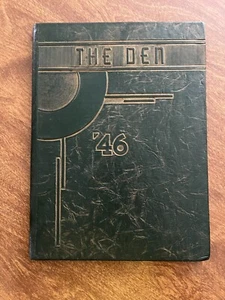 THE DEN
'46